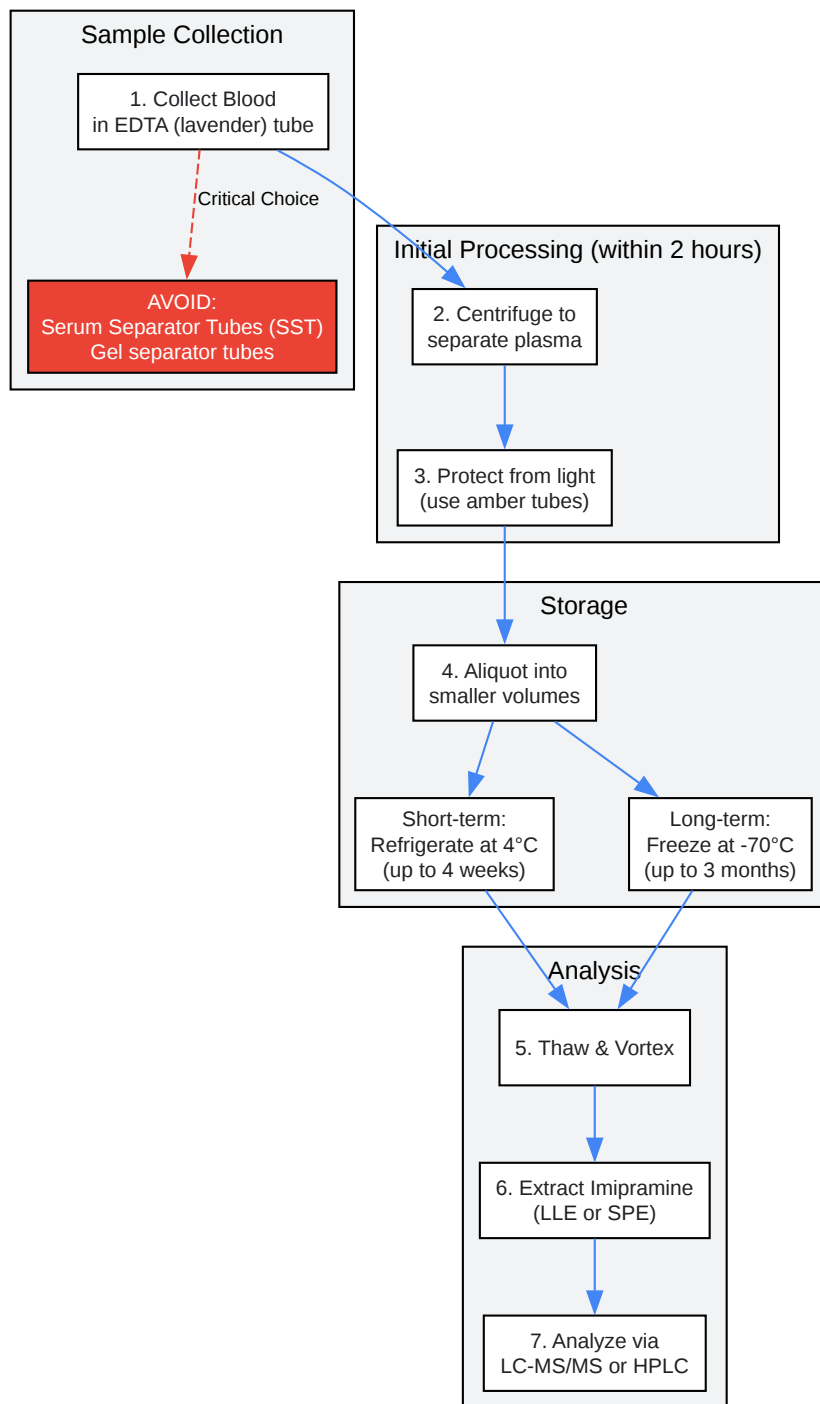 Sample Collection
1. Collect Blood
in EDTA (lavender) tube
Critical Choice
AVOID:
Serum Separator Tubes (SST)
Gel separator tubes
Initial Processing (within 2 hours)
2. Centrifuge to
separate plasma
3. Protect from light
(use amber tubes)
Storage
4. Aliquot into
smaller volumes
Short-term:
Refrigerate at 4°C
(up to 4 weeks)
Long-term:
Freeze at -70°C
(up to 3 months)
Analysis
5. Thaw & Vortex
6. Extract Imipramine
(LLE or SPE)
7. Analyze via
LC-MS/MS or HPLC